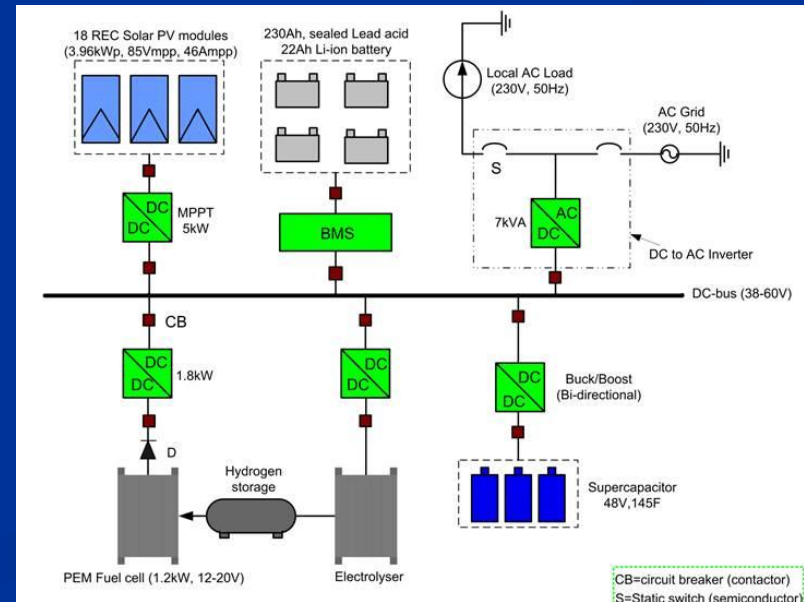 18 REC Solar PV modules
(3.96kWp, 85Vmpp, 46Ampp)
230Ah, sealed Lead acid
22Ah Li-ion battery
Local AC Load
(230V, 50Hz)
AC Grid
(230V, 50Hz)
S
DC
DC
MPPT
5kW
BMS
7kVA
AC
DC
DC to AC Inverter
DC-bus (38-60V)
CB
DC
DC
1.8kW
DC
DC
DC
DC
Buck/Boost
(Bi-directional)
D
Hydrogen
storage
Supercapacitor
48V,145F
PEM Fuel cell (1.2kW, 12-20V)
Electrolyser
CB=circuit breaker (contactor)
S=Static switch (semiconductor)